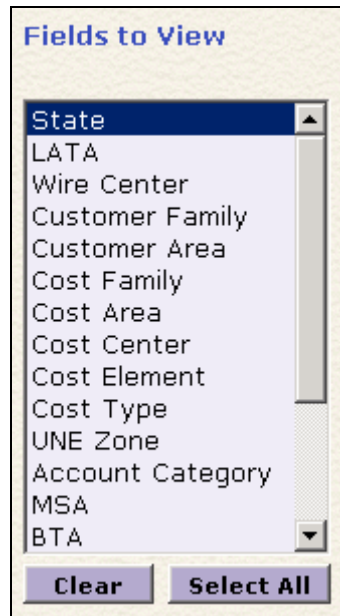 Fields to View
State
LATA
Wire Center
Customer Family
Customer Area
Cost Family
Cost Area
Cost Center
Cost Element
Cost Type
UNE Zone
Account Category
MSA
BTA
Clear Select All